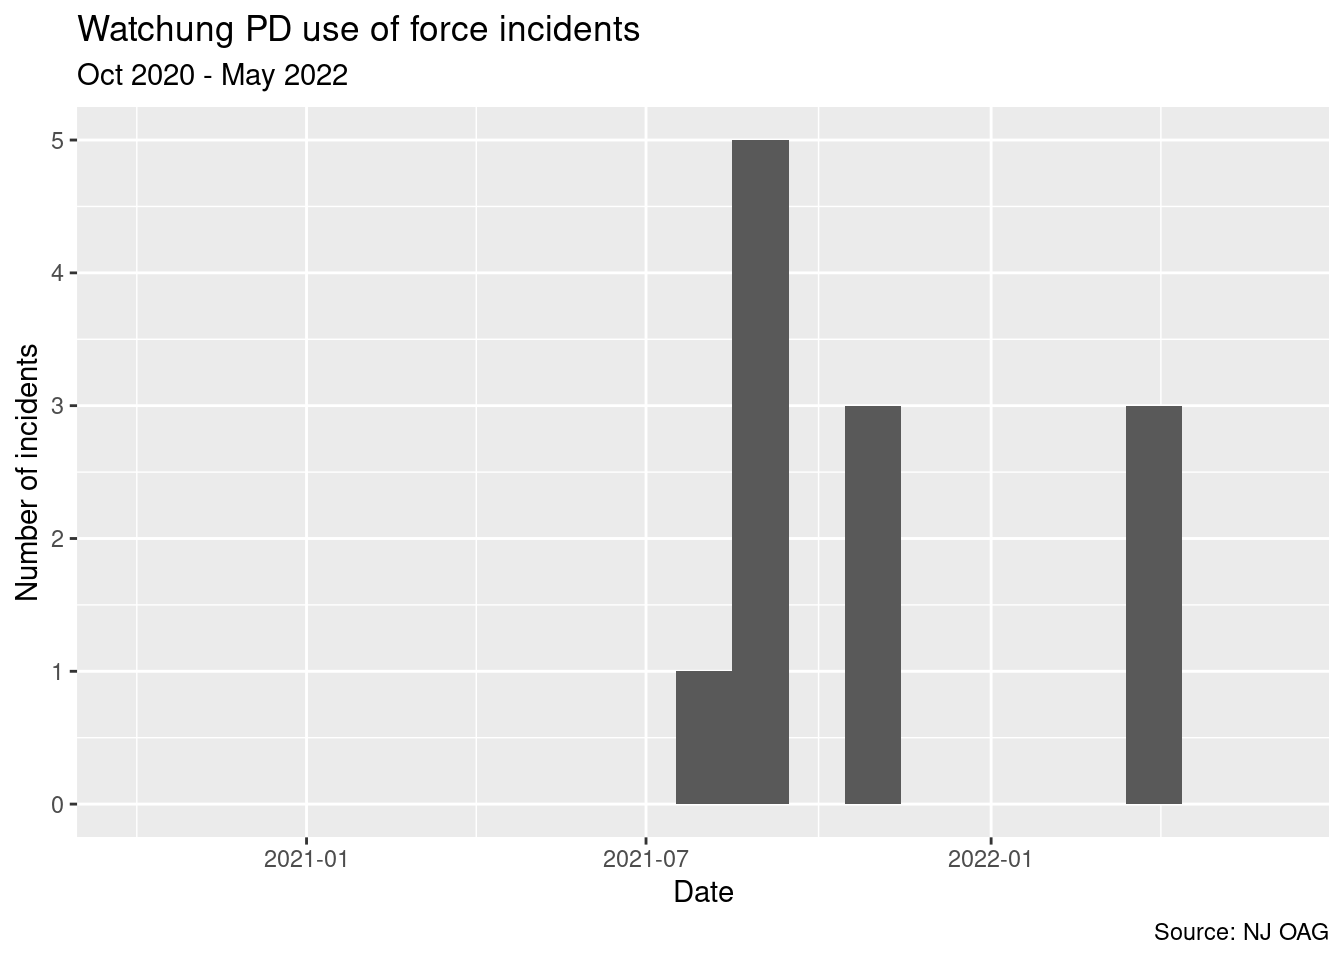 Watchung PD use of force incidents
Oct 2020 - May 2022
Number of incidents
5
4
3
2
1
0
2021-01
2021-07
2022-01
Date
Source: NJ OAG